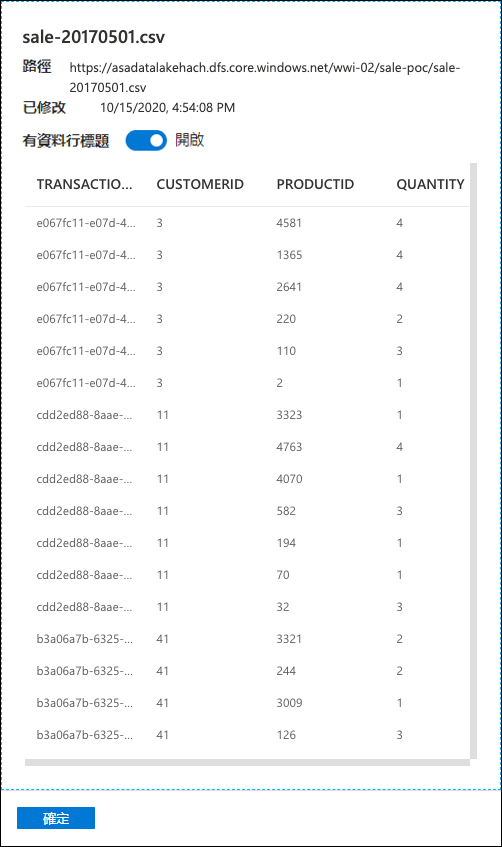 sale-20170501.csv
路徑 https://asadatalakehach.dfs.core.windows.net/wwi-02/sale-poc/sale-
20170501.csv
已修改 10/15/2020, 4:54:08 PM
有資料行標題 開啟
TRANSACTIO... CUSTOMERID PRODUCTID QUANTITY
e067fc11-e07d-4... 3 4581 4
e067fc11-e07d-4... 3 1365 4
e067fc11-e07d-4... 3 2641 4
e067fc11-e07d-4... 3 220 2
e067fc11-e07d-4... 3 110 3
e067fc11-e07d-4... 3 2 1
cdd2ed88-8aae-... 11 3323 1
cdd2ed88-8aae-... 11 4763 4
cdd2ed88-8aae-... 11 4070 1
cdd2ed88-8aae-... 11 582 3
cdd2ed88-8aae-... 11 194 1
cdd2ed88-8aae-... 11 70 1
cdd2ed88-8aae-... 11 32 3
b3a06a7b-6325-... 41 3321 2
b3a06a7b-6325-... 41 244 2
b3a06a7b-6325-... 41 3009 1
b3a06a7b-6325-... 41 126 3
確定